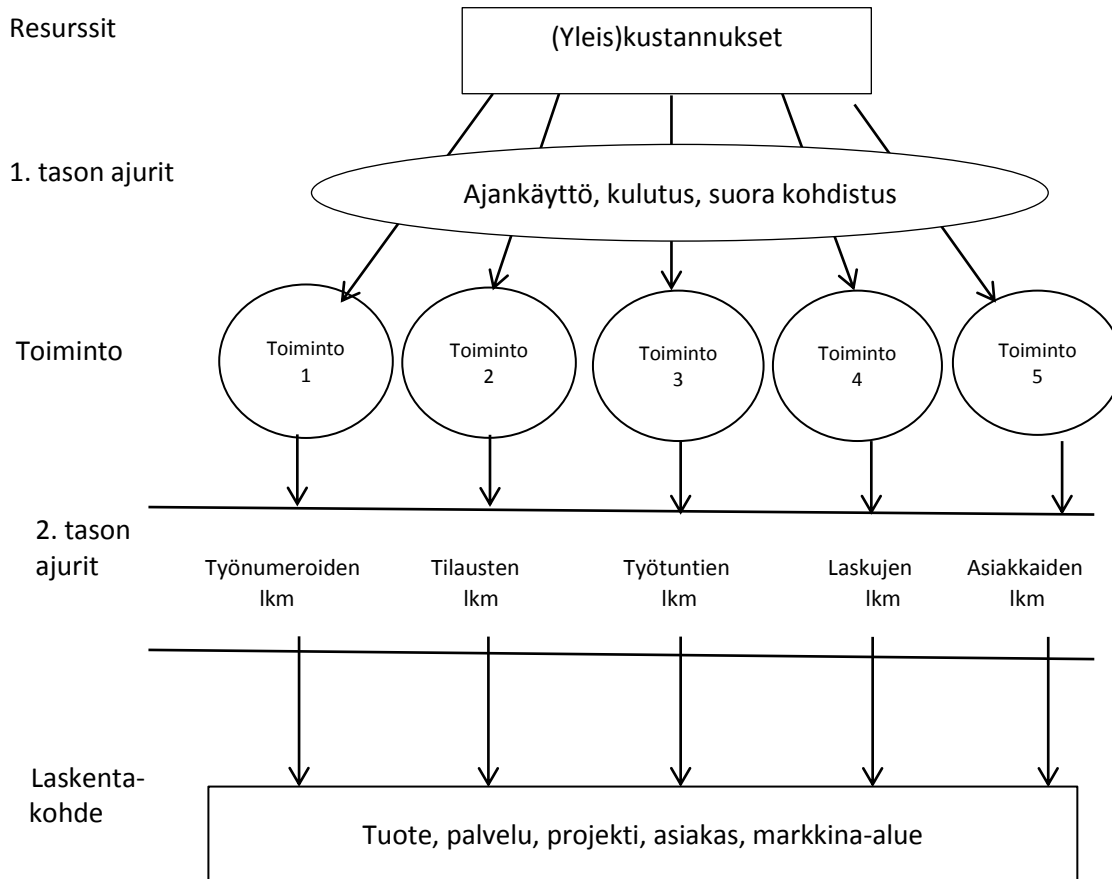 Resurssit
(Yleis)kustannukset
1. tason ajurit
Ajankäyttö, kulutus, suora kohdistus
Toiminto
Toiminto
1
Toiminto
2
Toiminto
3
Toiminto
4
Toiminto
5
2. tason
ajurit
Työnumeroiden
lkm
Tilausten
lkm
Työtuntien
lkm
Laskujen
lkm
Asiakkaiden
lkm
Laskenta-
kohde
Tuote, palvelu, projekti, asiakas, markkina-alue